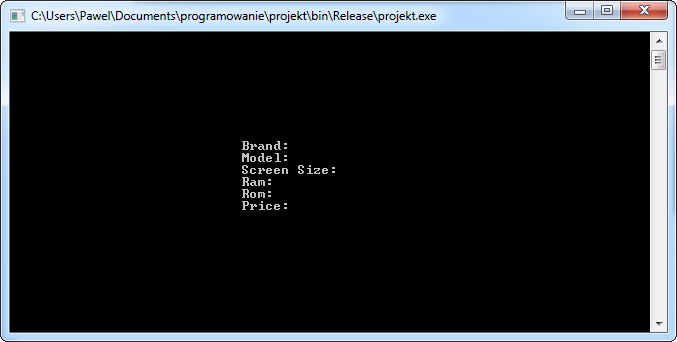 C:\Users\Pawel\Documents\programowanie\projekt\bin\Release\projekt.exe
Brand:
Model:
Screen Size:
Ram:
Rom:
Price: